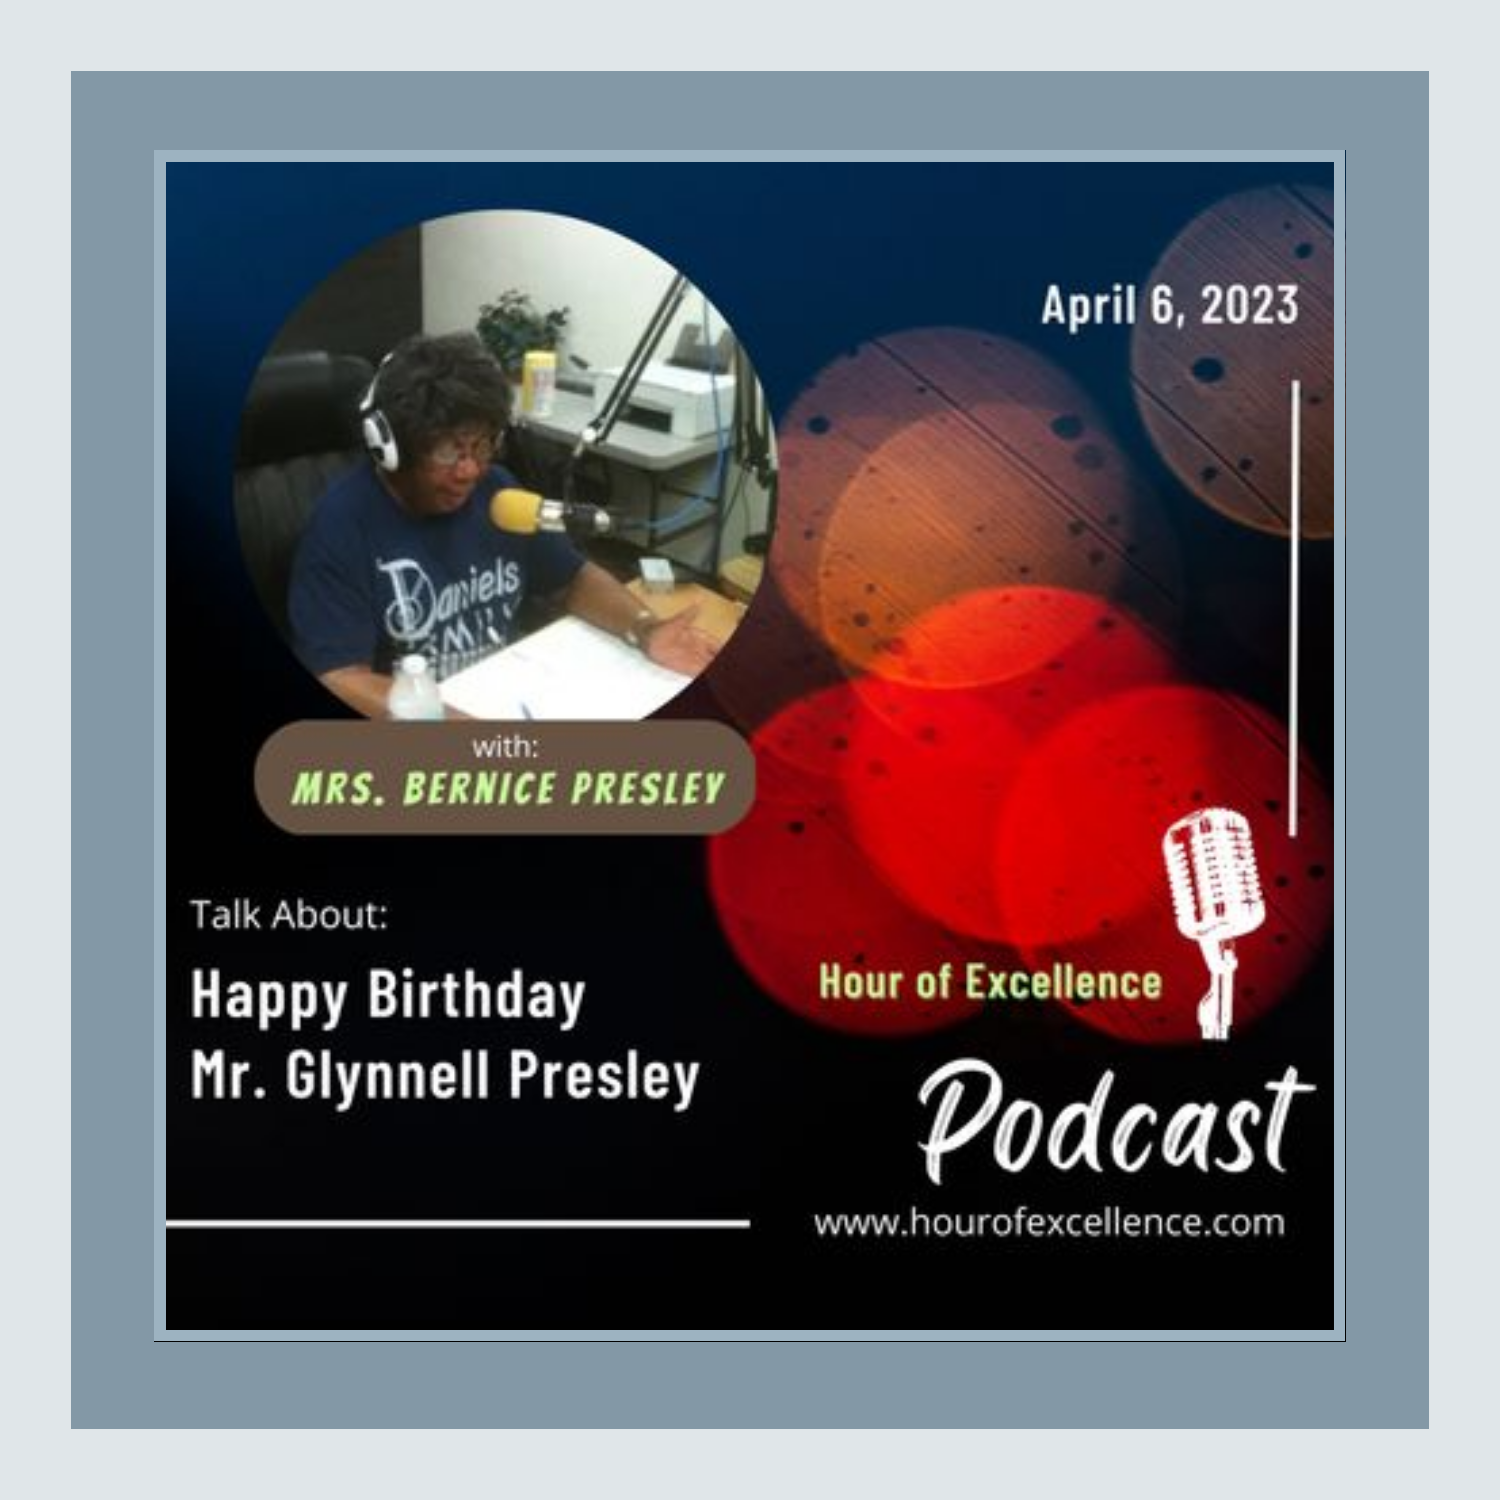 April 6, 2023
Daniels
with:
MRS. BERNICE PRESLEY
Talk About:
Happy Birthday
Mr. Glynnell Presley
Hour of Excellence
Podcast
www.hourofexcellence.com